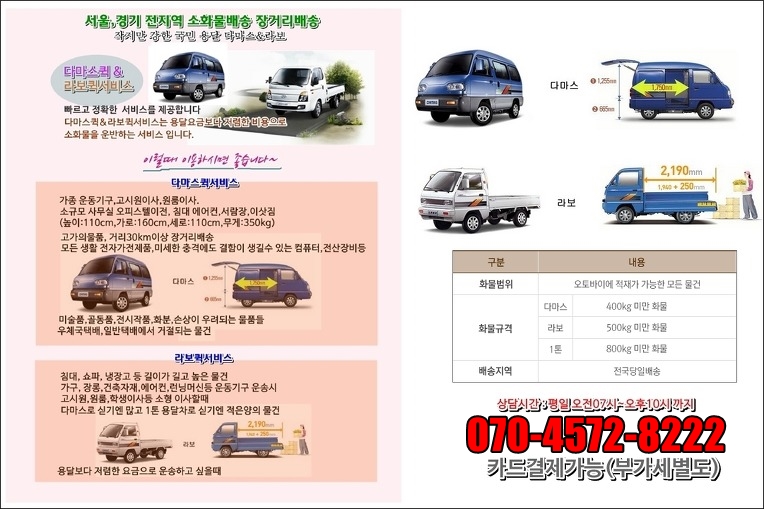 서울,경기 전지역 소화물배송 장거리배송
작지만 강한 국민 용달 다마스&라보
다마스퀵 &
라보퀵서비스
빠르고 정확한 서비스를 제공합니다
다마스퀵&라보퀵서비스는 용달요금보다 저렴한 비용으로
소화물을 운반하는 서비스 입니다.
이럴때 이용하시면 좋습니다~
다마스퀵서비스
가종 운동기구,고시원이사,원룸이사.
소규모 사무실 오피스텔이전, 침대 에어컨,서람장,이삿짐
(높이:110cm,가로:160cm,세로:110cm,무게:350kg)
고가의물품, 거리30km이상 장거리배송
모든 생활 전자가전제품,미세한 충격에도 결함이 생길수 있는 컴퓨터,전산장비등
다마스
❶ 1,255mm
❷ 665mm
1,750mm
미술품,골동품,전시작품,화분,손상이 우려되는 물품들
우체국택배,일반택배에서 거절되는 물건
라보퀵서비스
침대, 쇼파, 냉장고 등 길이가 길고 높은 물건
가구, 장롱,건축자재,에어컨,런닝머신등 운동기구 운송시
고시원,원룸,학생이사등 소형 이사할때
다마스로 싣기엔 많고 1톤 용달차로 싣기엔 적은양의 물건
라보
2,190mm
1,940 + 250mm
용달보다 저렴한 요금으로 운송하고 싶을때
다마스
❶ 1,255mm
❷ 665mm
1,750mm
라보
2,190mm
1,940 + 250mm
구분 내용
화물범위 오토바이에 적재가 가능한 모든 물건
화물규격 다마스 400kg 미만 화물
라보 500kg 미만 화물
1톤 800kg 미만 화물
배송지역 전국당일배송
상담시간 : 평일 오전07시~오후10시 까지
070-4572-8222
카드결제가능(부가세별도)